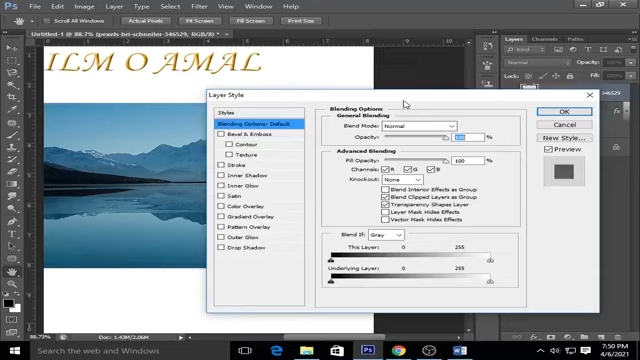 Ps File Edit Image Layer Type Select Filter 3D View Window Help
Scroll All Windows Actual Pixels Fit Screen Fill Screen Print Size
Untitled-1 @ 88.7% (pexels-bri-schneiter-346529, RGB/8*) *
Layers Channels Paths
Kind
Normal Opacity
ILM O AMAL
Layer Style
Styles
Blending Options: Default
Bevel & Emboss
Contour
Texture
Stroke
Inner Shadow
Inner Glow
Satin
Color Overlay
Gradient Overlay
Pattern Overlay
Outer Glow
Drop Shadow
Blending Options
General Blending
Blend Mode: Normal
Opacity: 100 %
Advanced Blending
Fill Opacity: 100 %
Channels: R G B
Knockout: None
Blend Interior Effects as Group
Blend Clipped Layers as Group
Transparency Shapes Layer
Layer Mask Hides Effects
Vector Mask Hides Effects
Blend If: Gray
This Layer: 0 255
Underlying Layer: 0 255
OK
Cancel
New Style...
Preview
88.73% Doc: 1.43M/2.06M
Search the web and Windows
7:50 PM
4/6/2021